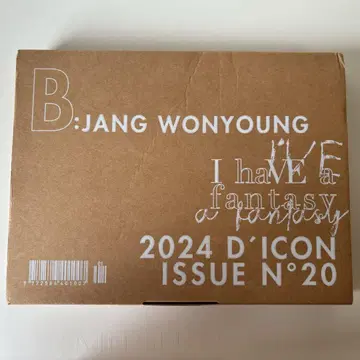 B:JANG WONYOUNG
IVE
I haVE a
fantasy
a fantasy
2024 D'ICON
ISSUE N°20